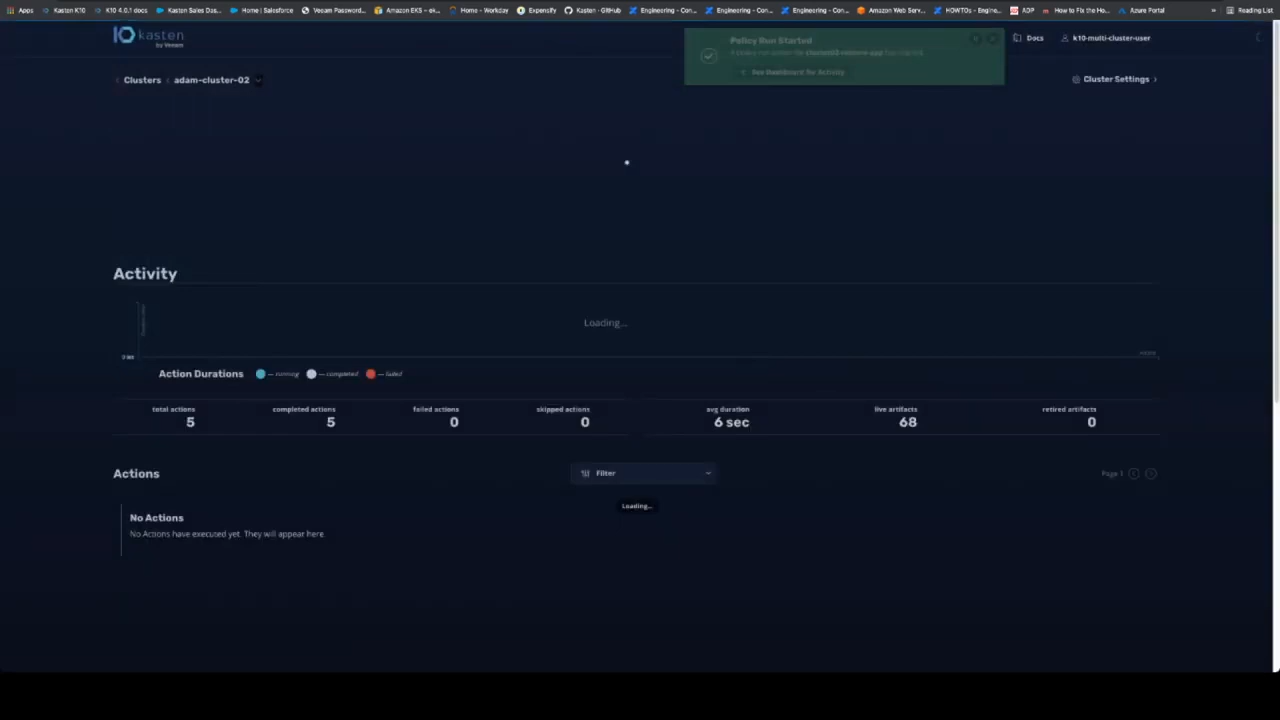 Apps
Kasten K10
K10 4.0.1 docs
Kasten Sales Das...
Home | Salesforce
Veeam Password...
Amazon EKS – ek...
Home - Workday
Expensify
Kasten · GitHub
Engineering - Con...
Engineering - Con...
Engineering - Con...
Amazon Web Serv...
HOWTOs - Engine...
ADP
How to Fix the Ho...
Azure Portal
»
Reading List
kasten
by Veeam
Policy Run Started
See Dashboard for Activity
Docs
k10-multi-cluster-user
Clusters
adam-cluster-02
Cluster Settings
Activity
Loading...
0 sec
Action Durations
— running
— completed
— failed
total actions
5
completed actions
5
failed actions
0
skipped actions
0
avg duration
6 sec
live artifacts
68
retired artifacts
0
Actions
Filter
Page 1
Loading...
No Actions
No Actions have executed yet. They will appear here.